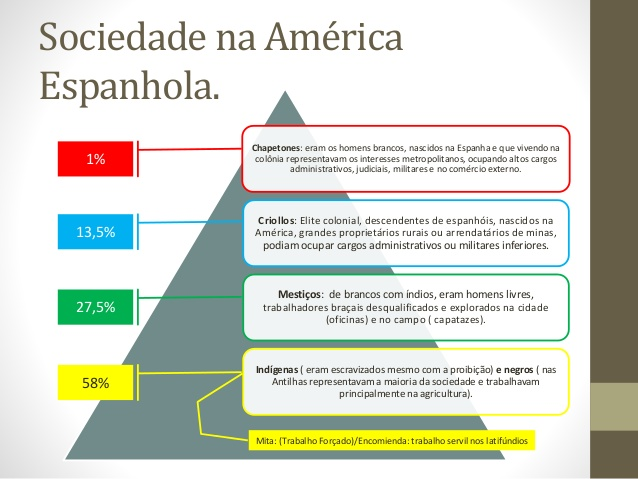 Sociedade na América
Espanhola.
1%
Chapetones: eram os homens brancos, nascidos na Espanha e que vivendo na
colônia representavam os interesses metropolitanos, ocupando altos cargos
administrativos, judiciais, militares e no comércio externo.
13,5%
Criollos: Elite colonial, descendentes de espanhóis, nascidos na
América, grandes proprietários rurais ou arrendatários de minas,
podiam ocupar cargos administrativos ou militares inferiores.
27,5%
Mestiços: de brancos com índios, eram homens livres,
trabalhadores braçais desqualificados e explorados na cidade
(oficinas) e no campo ( capatazes).
58%
Indígenas ( eram escravizados mesmo com a proibição) e negros ( nas
Antilhas representavam a maioria da sociedade e trabalhavam
principalmente na agricultura).
Mita: (Trabalho Forçado)/Encomienda: trabalho servil nos latifúndios